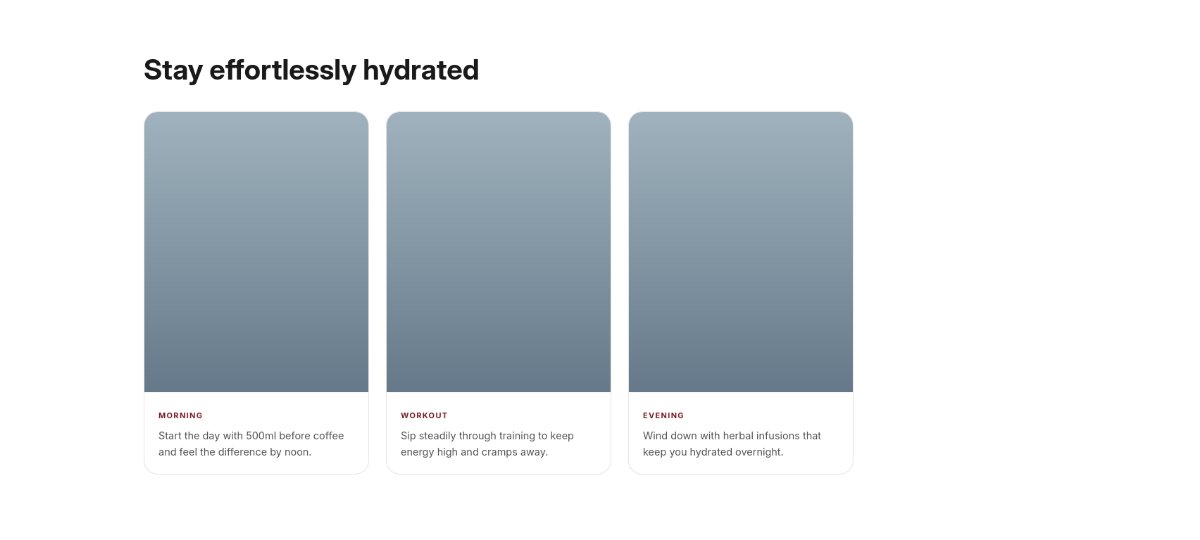 Stay effortlessly hydrated
MORNING
Start the day with 500ml before coffee
and feel the difference by noon.
WORKOUT
Sip steadily through training to keep
energy high and cramps away.
EVENING
Wind down with herbal infusions that
keep you hydrated overnight.